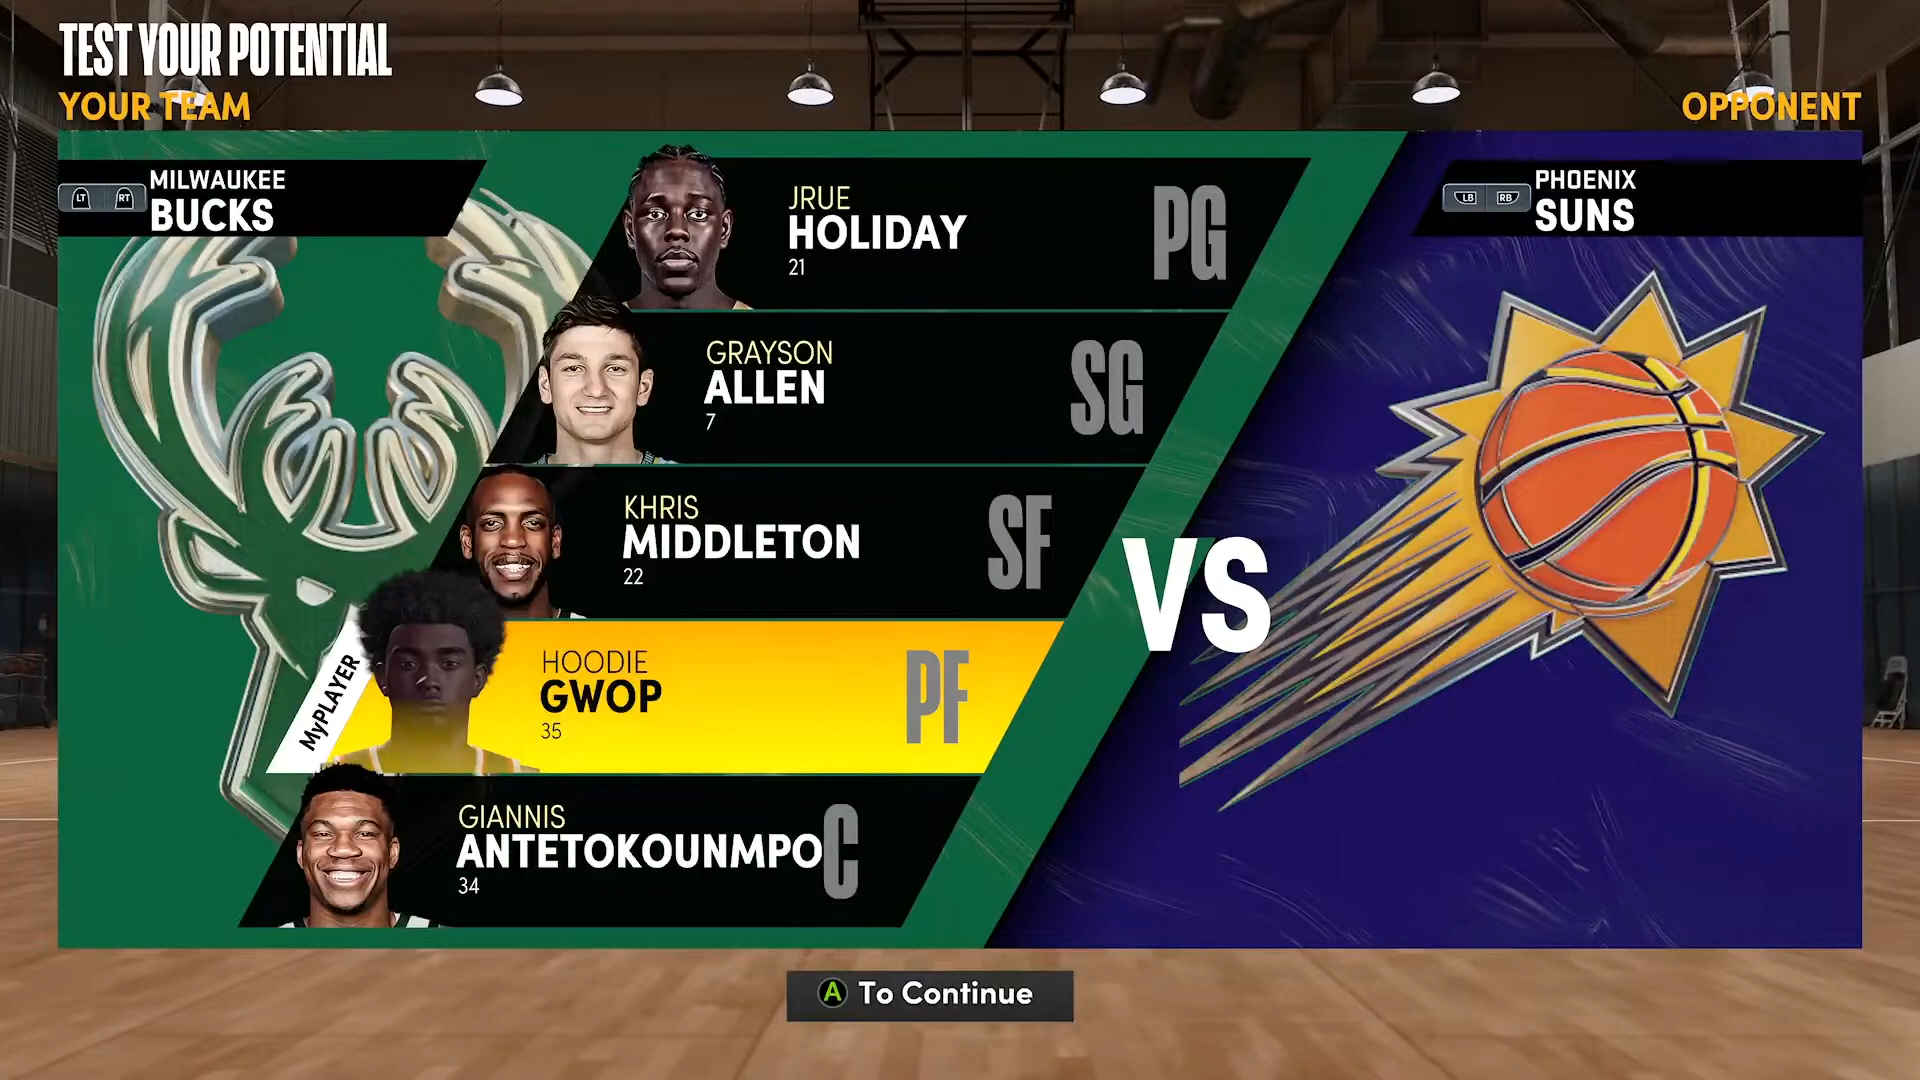 TEST YOUR POTENTIAL
YOUR TEAM
OPPONENT
LT RT
MILWAUKEE
BUCKS
LB RB
PHOENIX
SUNS
JRUE
HOLIDAY
21
PG
GRAYSON
ALLEN
7
SG
KHRIS
MIDDLETON
22
SF
VS
MyPLAYER
HOODIE
GWOP
35
PF
GIANNIS
ANTETOKOUNMPO
34
C
A To Continue